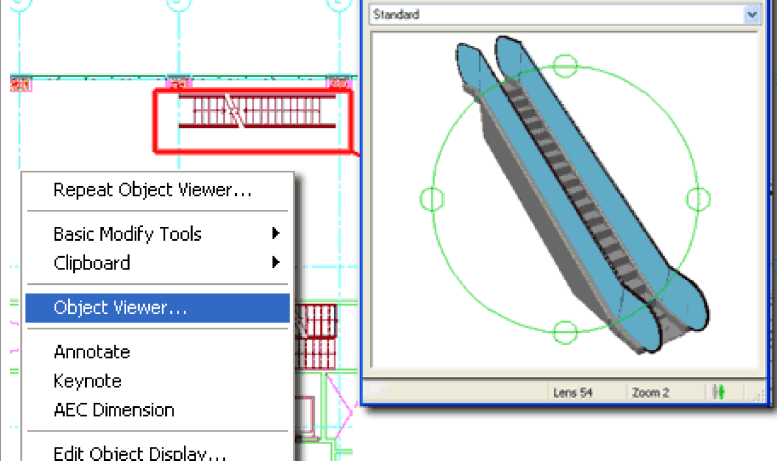 Standard
Repeat Object Viewer...
Basic Modify Tools
Clipboard
Object Viewer...
Annotate
Keynote
AEC Dimension
Edit Object Display...
Lens 54
Zoom 2